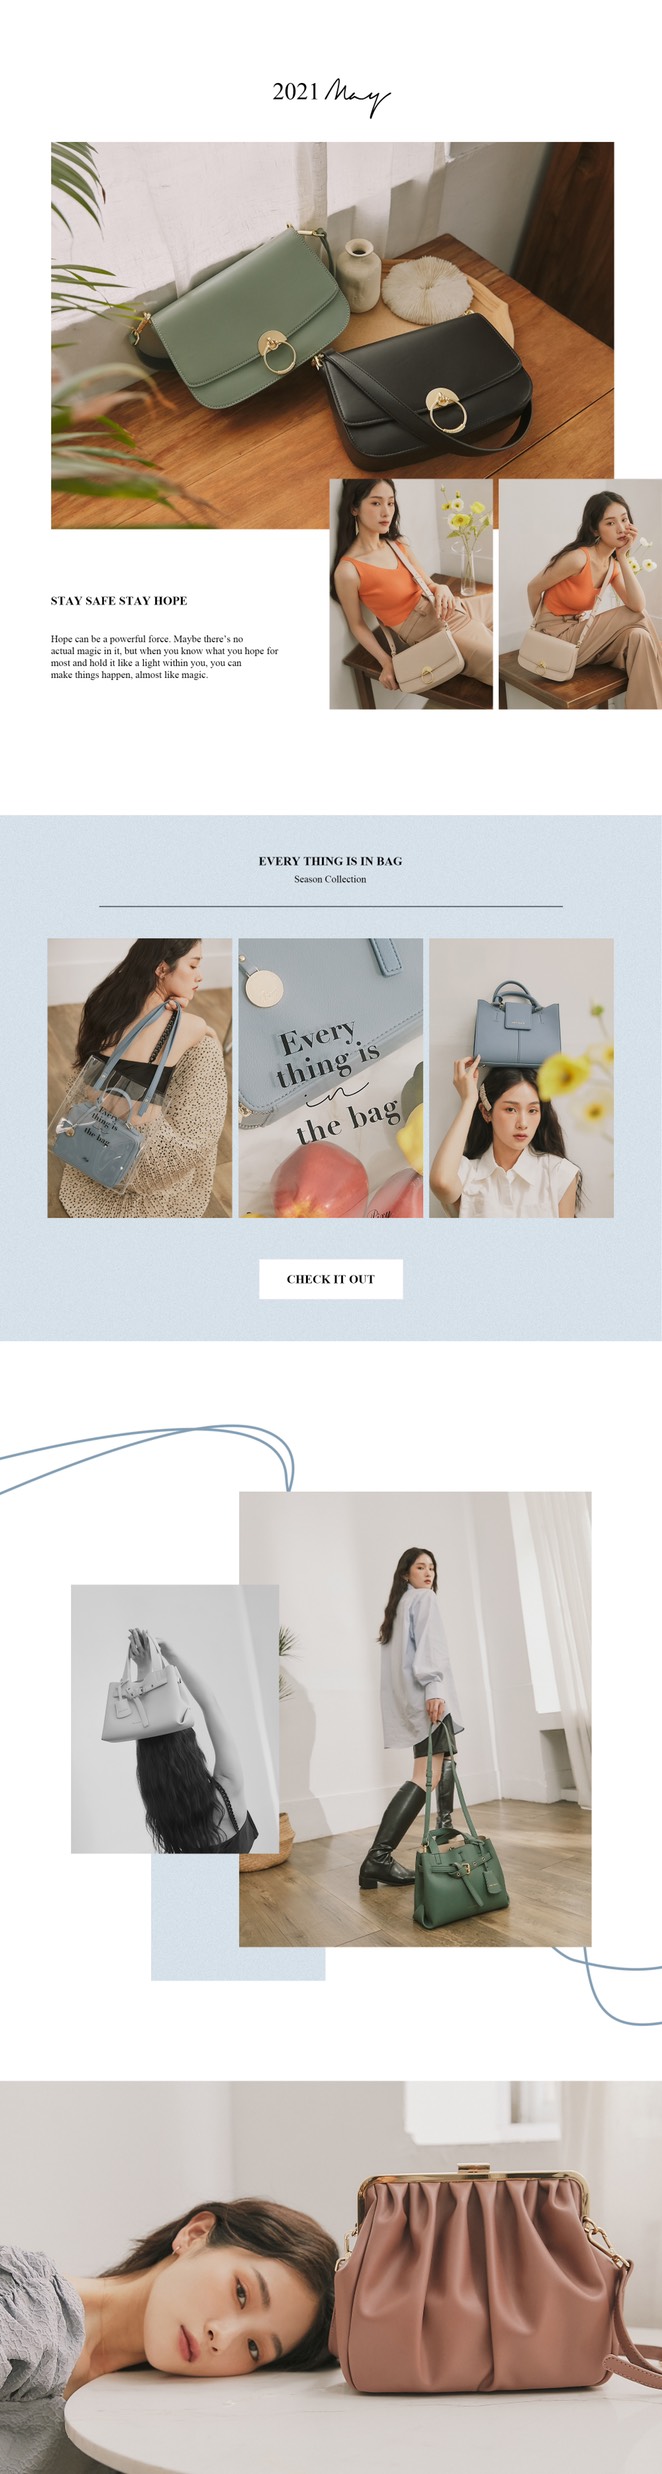 2021 May
STAY SAFE STAY HOPE
Hope can be a powerful force. Maybe there's no
actual magic in it, but when you know what you hope for
most and hold it like a light within you, you can
make things happen, almost like magic.
EVERY THING IS IN BAG
Season Collection
Every
thing is
the bag
Every
thing is
in
the bag
CHECK IT OUT